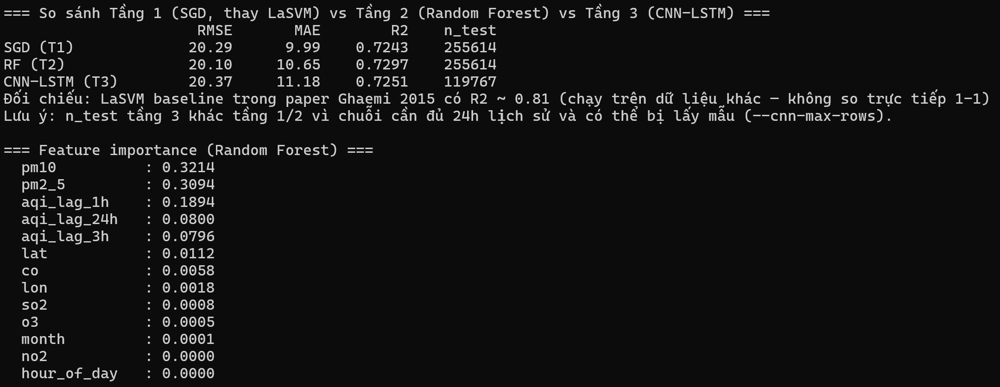 === So sánh Tầng 1 (SGD, thay LaSVM) vs Tầng 2 (Random Forest) vs Tầng 3 (CNN-LSTM) ===
RMSE MAE R2 n_test
SGD (T1) 20.29 9.99 0.7243 255614
RF (T2) 20.10 10.65 0.7297 255614
CNN-LSTM (T3) 20.37 11.18 0.7251 119767
Đối chiếu: LaSVM baseline trong paper Ghaemi 2015 có R2 ~ 0.81 (chạy trên dữ liệu khác — không so trực tiếp 1-1)
Lưu ý: n_test tầng 3 khác tầng 1/2 vì chuỗi cần đủ 24h lịch sử và có thể bị lấy mẫu (--cnn-max-rows).
=== Feature importance (Random Forest) ===
pm10 : 0.3214
pm2_5 : 0.3094
aqi_lag_1h : 0.1894
aqi_lag_24h : 0.0800
aqi_lag_3h : 0.0796
lat : 0.0112
co : 0.0058
lon : 0.0018
so2 : 0.0008
o3 : 0.0005
month : 0.0001
no2 : 0.0000
hour_of_day : 0.0000